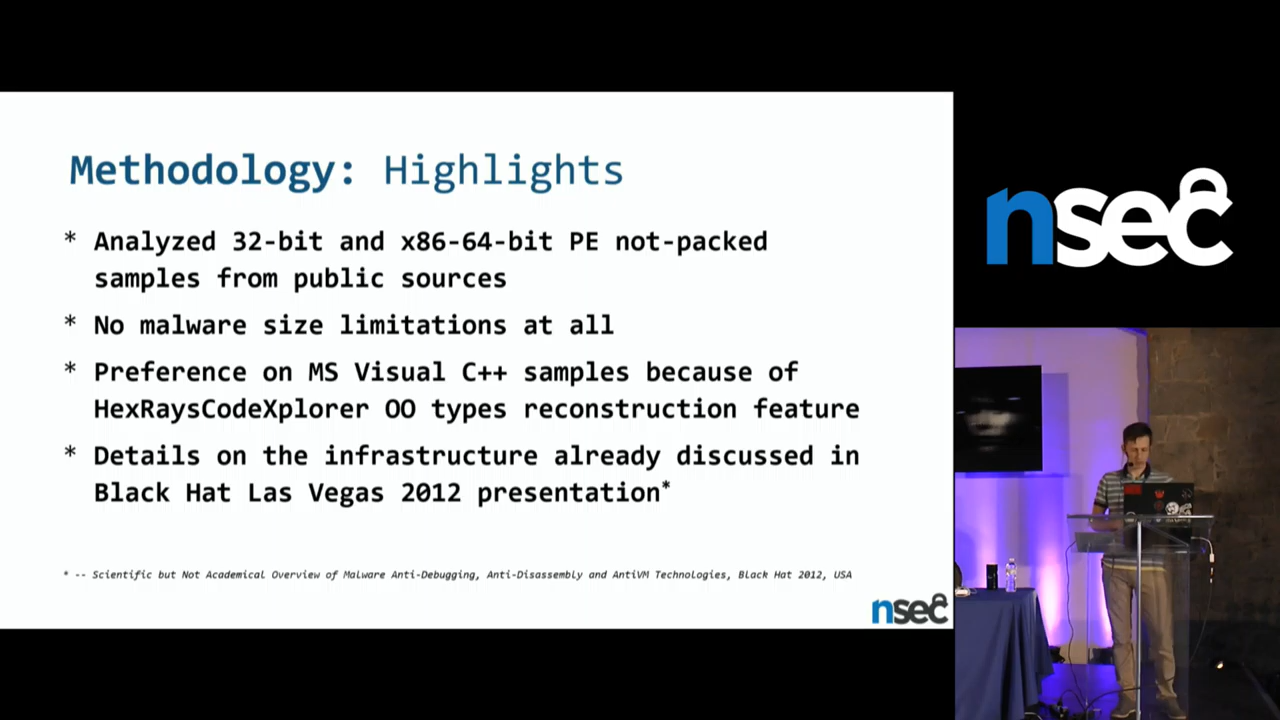 Methodology: Highlights
* Analyzed 32-bit and x86-64-bit PE not-packed
samples from public sources
* No malware size limitations at all
* Preference on MS Visual C++ samples because of
HexRaysCodeXplorer OO types reconstruction feature
* Details on the infrastructure already discussed in
Black Hat Las Vegas 2012 presentation*
* -- Scientific but Not Academical Overview of Malware Anti-Debugging, Anti-Disassembly and AntiVM Technologies, Black Hat 2012, USA
nsec
nsec